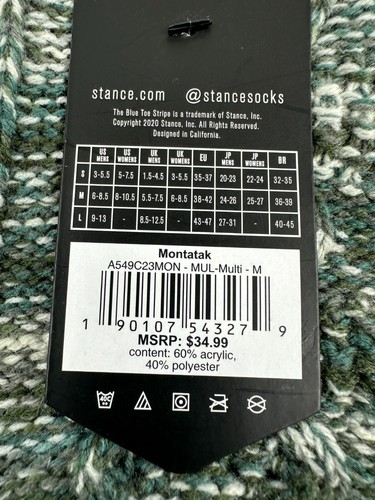 stance.com @stancesocks
The Blue Toe Stripe is a trademark of Stance, Inc.
Copyright 2020 Stance, Inc. All Rights Reserved.
Designed in California.
US MENS US WOMENS UK MENS UK WOMENS EU JP MENS JP WOMENS BR
S 3-5.5 5-7.5 1.5-4.5 3-5.5 35-37 20-23 22-24 32-35
M 6-8.5 8-10.5 5.5-7.5 6-8.5 38-42 24-26 25-27 36-39
L 9-13 - 8.5-12.5 - 43-47 27-31 - 40-45
Montatak
A549C23MON - MUL-Multi - M
1 90107 54327 9
MSRP: $34.99
content: 60% acrylic,
40% polyester
40C